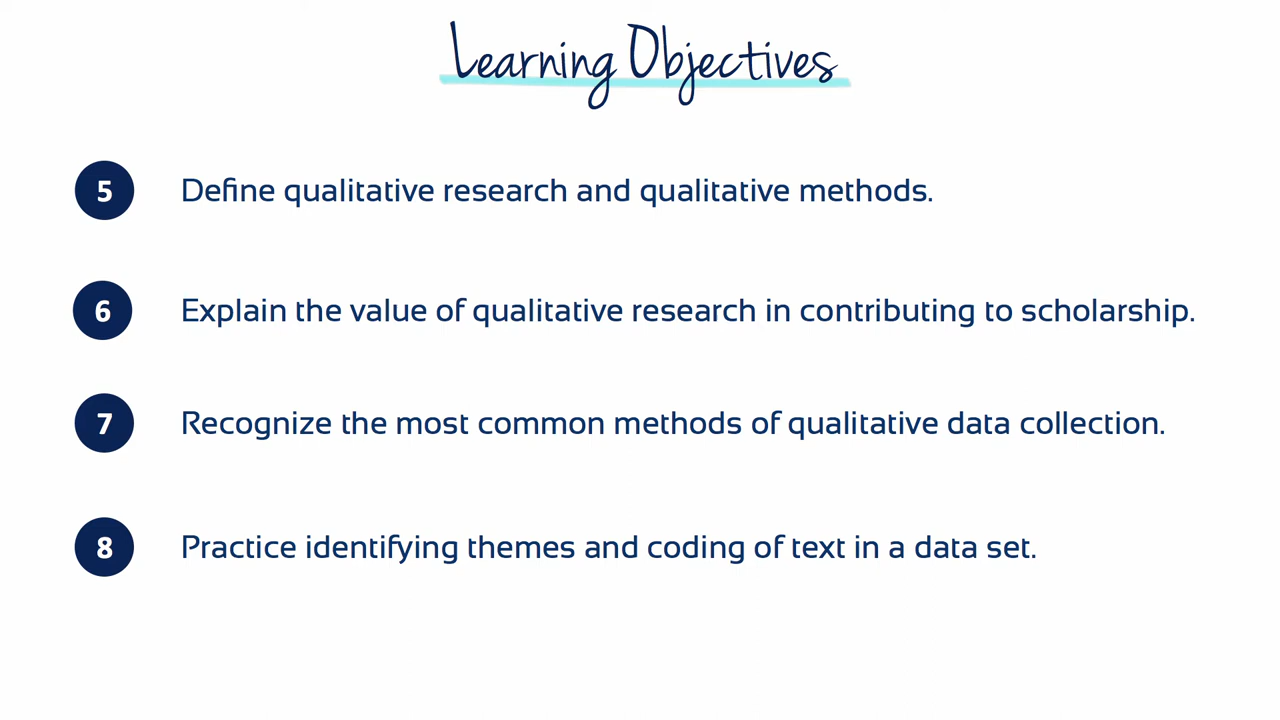 Learning Objectives
5 Define qualitative research and qualitative methods.
6 Explain the value of qualitative research in contributing to scholarship.
7 Recognize the most common methods of qualitative data collection.
8 Practice identifying themes and coding of text in a data set.